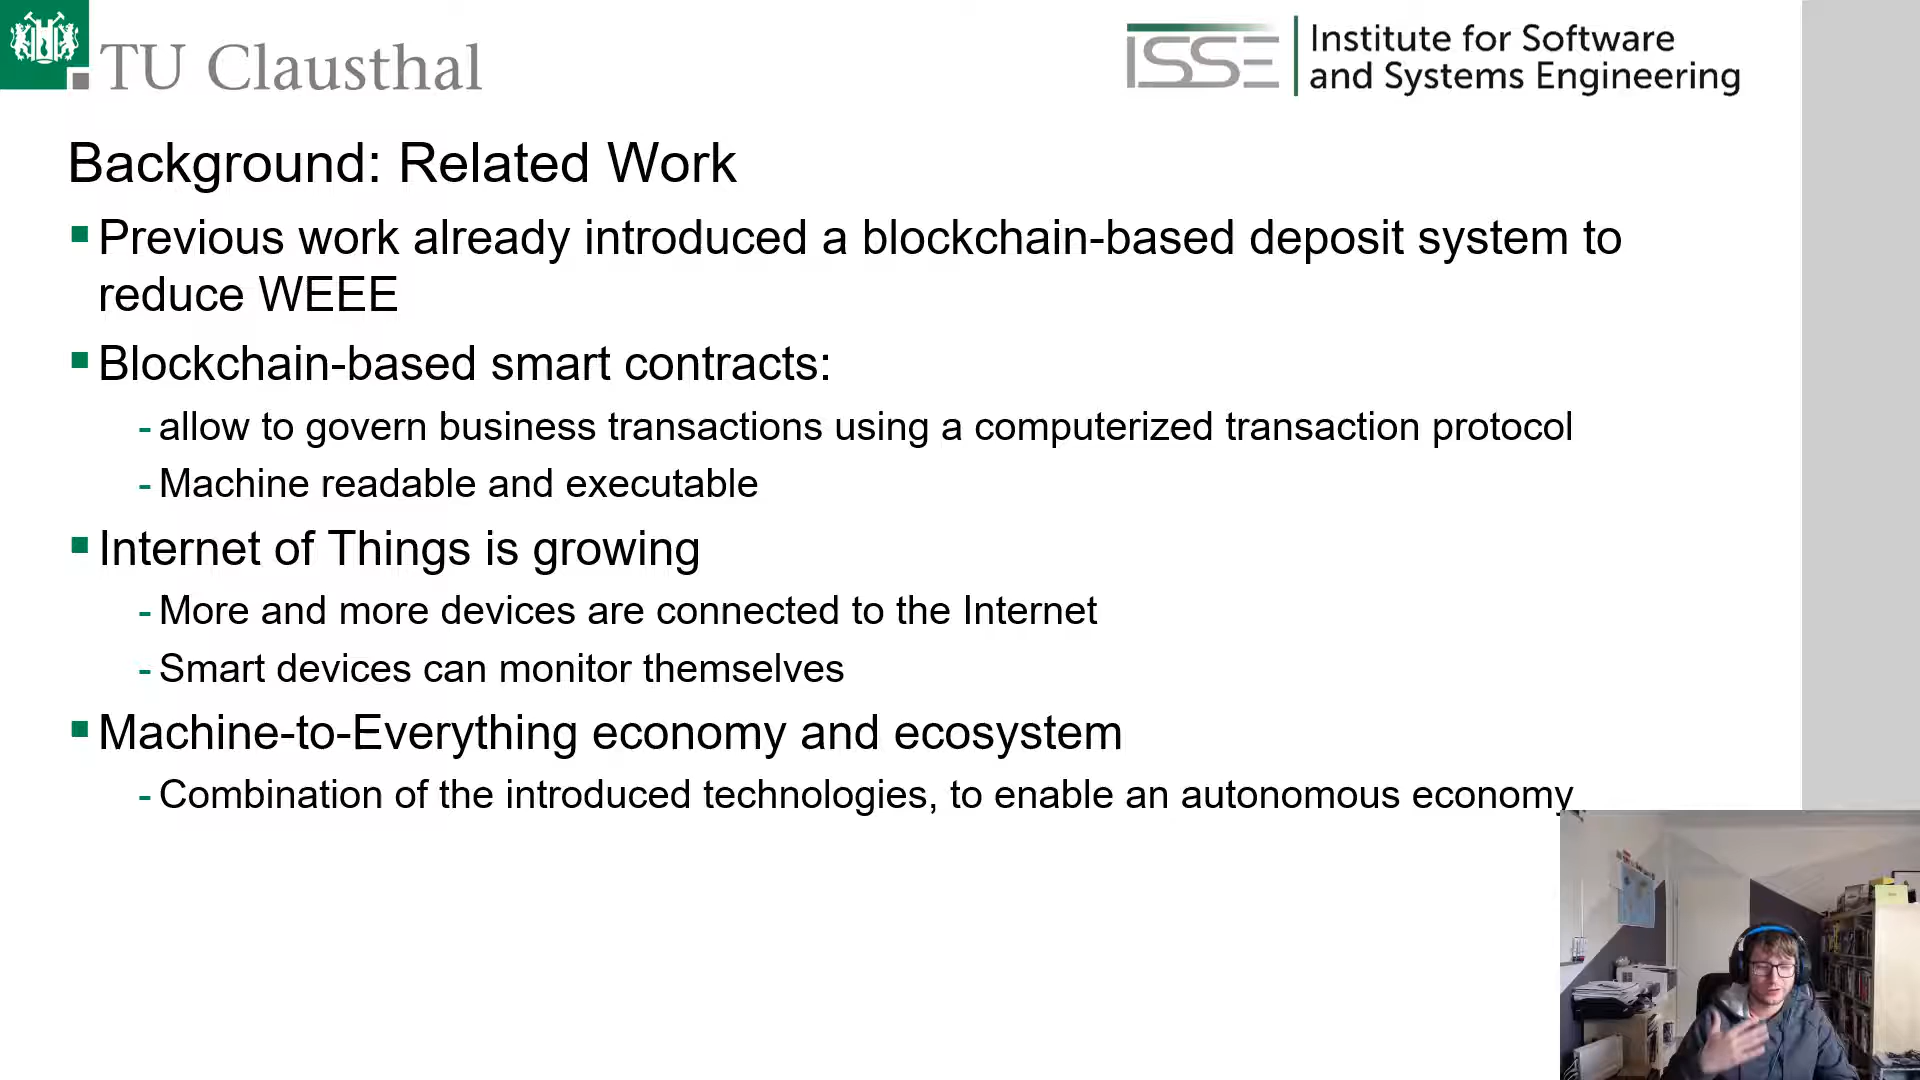 TU Clausthal
ISSE
Institute for Software
and Systems Engineering
Background: Related Work
Previous work already introduced a blockchain-based deposit system to
reduce WEEE
Blockchain-based smart contracts:
- allow to govern business transactions using a computerized transaction protocol
- Machine readable and executable
Internet of Things is growing
- More and more devices are connected to the Internet
- Smart devices can monitor themselves
Machine-to-Everything economy and ecosystem
- Combination of the introduced technologies, to enable an autonomous economy